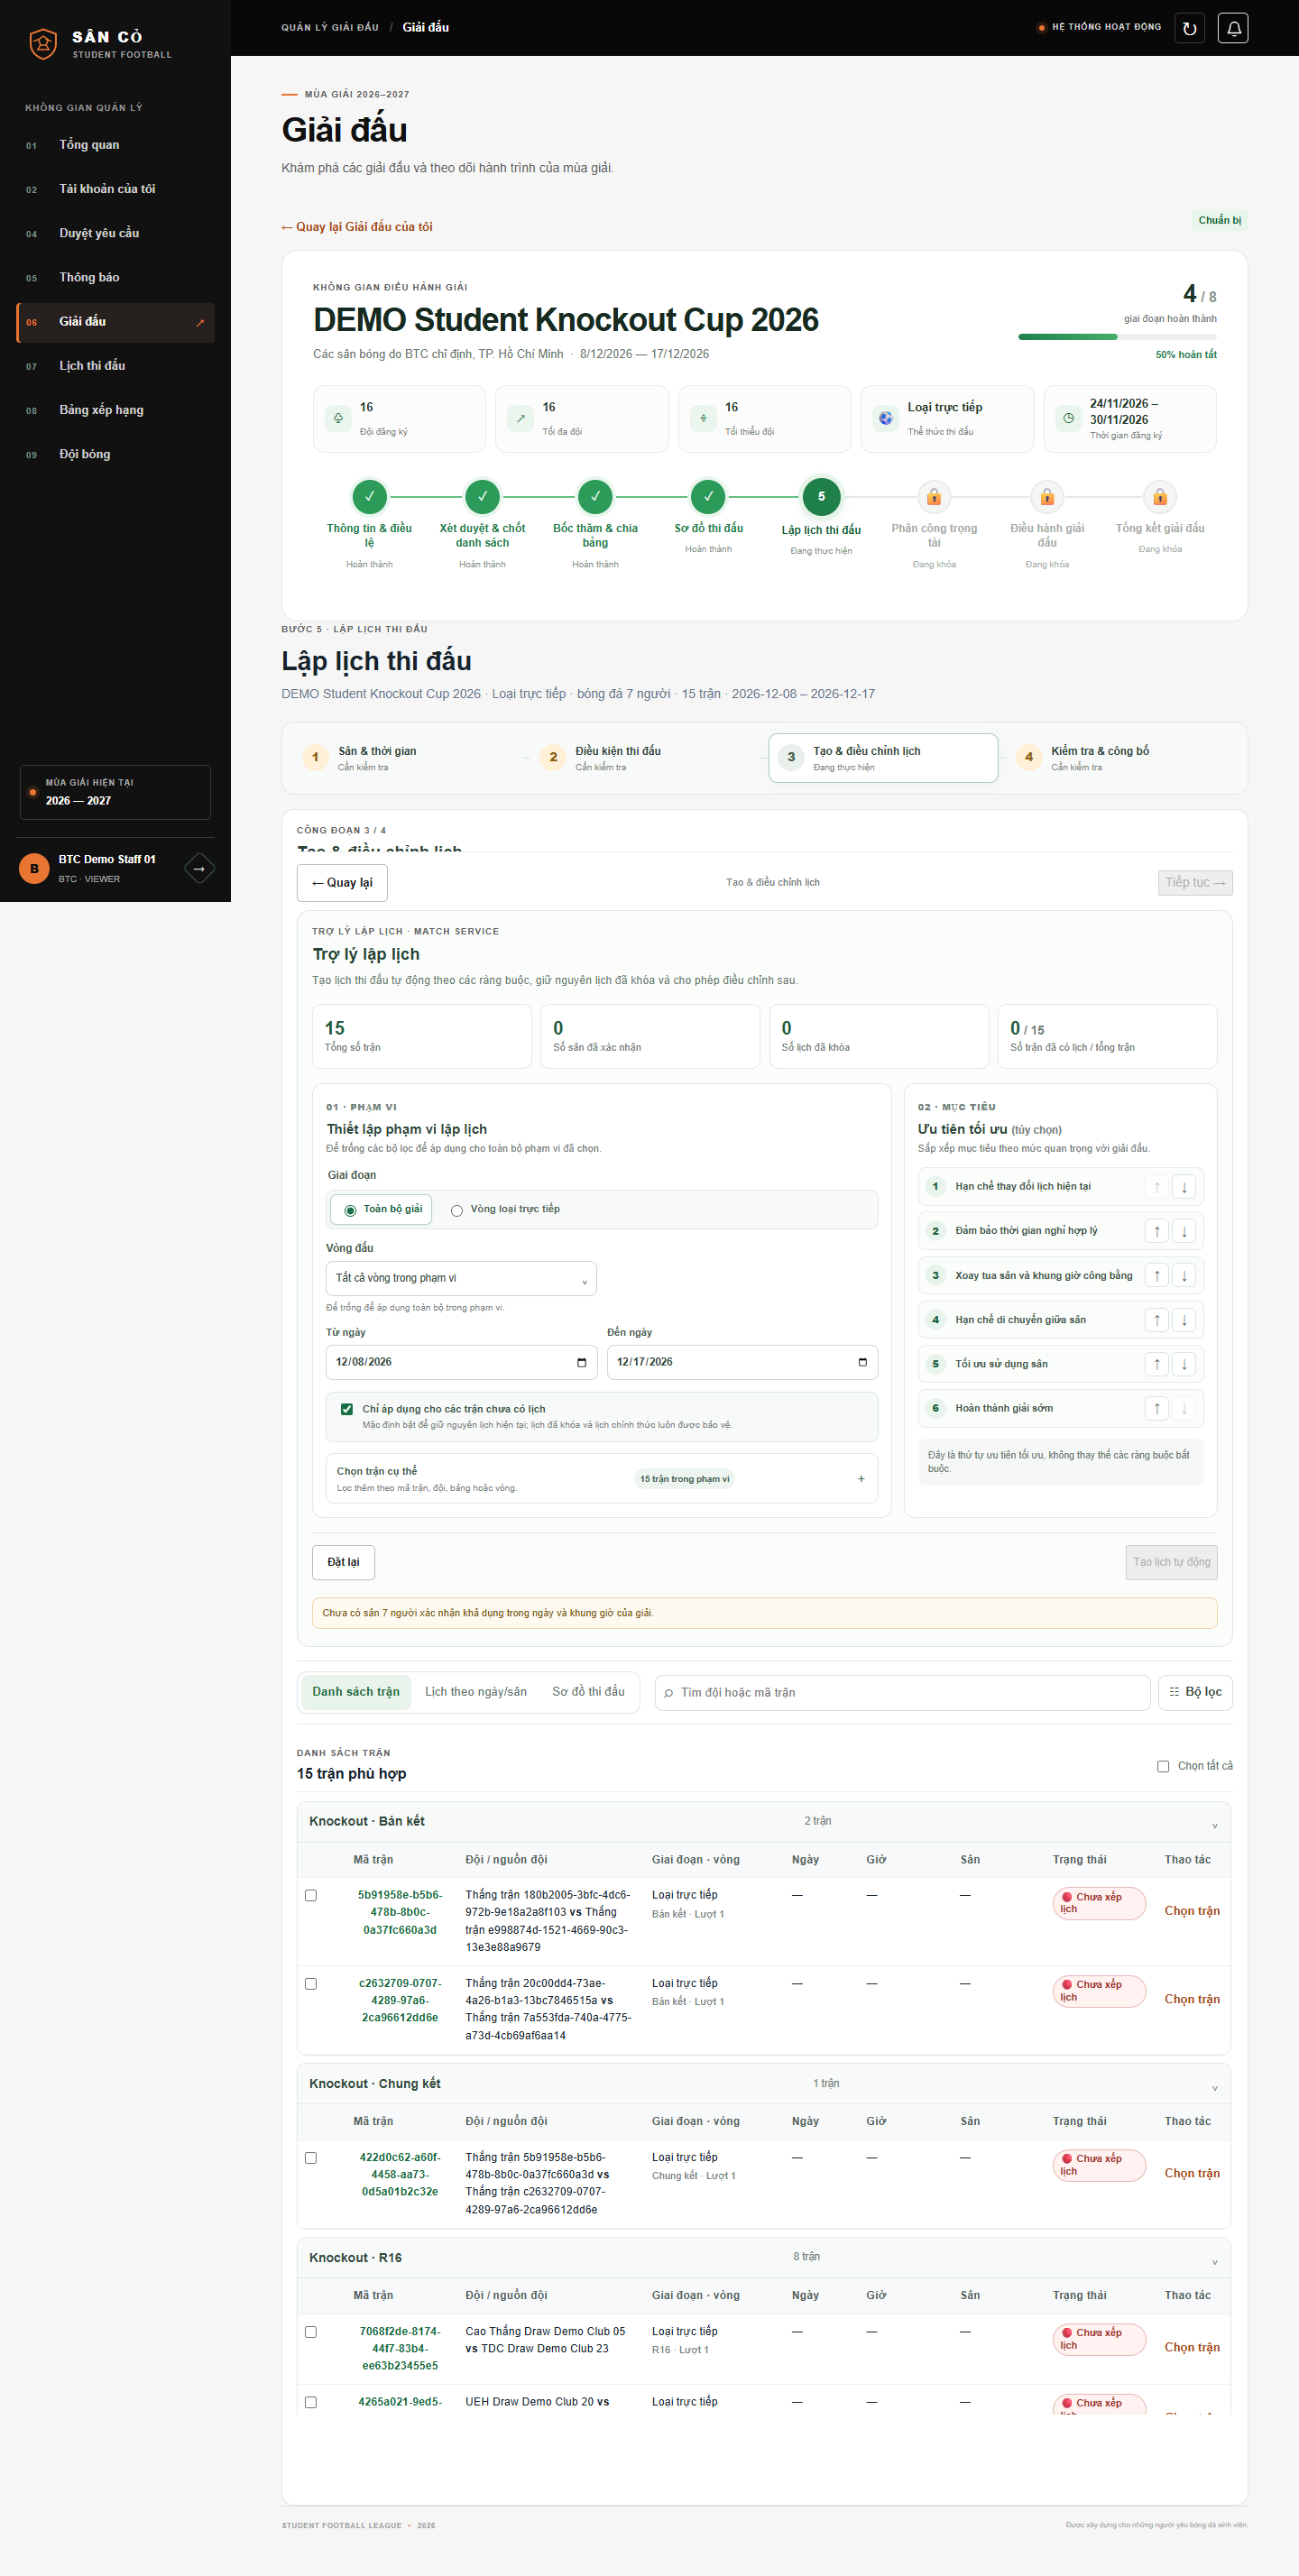 SÂN CỎ
STUDENT FOOTBALL
KHÔNG GIAN QUẢN LÝ
01 Tổng quan
02 Tài khoản của tôi
04 Duyệt yêu cầu
05 Thông báo
06 Giải đấu ↗
07 Lịch thi đấu
08 Bảng xếp hạng
09 Đội bóng
MÙA GIẢI HIỆN TẠI
2026 — 2027
B BTC Demo Staff 01 →
BTC · VIEWER
QUẢN LÝ GIẢI ĐẤU / Giải đấu
HỆ THỐNG HOẠT ĐỘNG ↻
MÙA GIẢI 2026–2027
Giải đấu
Khám phá các giải đấu và theo dõi hành trình của mùa giải.
← Quay lại Giải đấu của tôi
Chuẩn bị
KHÔNG GIAN ĐIỀU HÀNH GIẢI
DEMO Student Knockout Cup 2026
Các sân bóng do BTC chỉ định, TP. Hồ Chí Minh · 8/12/2026 — 17/12/2026
4 / 8
giai đoạn hoàn thành
50% hoàn tất
16
Đội đăng ký
16
Tối đa đội
16
Tối thiểu đội
Loại trực tiếp
Thể thức thi đấu
24/11/2026 –
30/11/2026
Thời gian đăng ký
✓ ✓ ✓ ✓ 5
Thông tin & điều
lệ
Hoàn thành
Xét duyệt & chốt
danh sách
Hoàn thành
Bốc thăm & chia
bảng
Hoàn thành
Sơ đồ thi đấu
Hoàn thành
Lập lịch thi đấu
Đang thực hiện
Phân công trọng
tài
Đang khóa
Điều hành giải
đấu
Đang khóa
Tổng kết giải đấu
Đang khóa
BƯỚC 5 · LẬP LỊCH THI ĐẤU
Lập lịch thi đấu
DEMO Student Knockout Cup 2026 · Loại trực tiếp · bóng đá 7 người · 15 trận · 2026-12-08 – 2026-12-17
1 Sân & thời gian
Cần kiểm tra
2 Điều kiện thi đấu
Cần kiểm tra
3 Tạo & điều chỉnh lịch
Đang thực hiện
4 Kiểm tra & công bố
Cần kiểm tra
CÔNG ĐOẠN 3 / 4
Tạo & điều chỉnh lịch
← Quay lại
Tạo & điều chỉnh lịch
Tiếp tục →
TRỢ LÝ LẬP LỊCH · MATCH SERVICE
Trợ lý lập lịch
Tạo lịch thi đấu tự động theo các ràng buộc, giữ nguyên lịch đã khóa và cho phép điều chỉnh sau.
15
Tổng số trận
0
Số sân đã xác nhận
0
Số lịch đã khóa
0 / 15
Số trận đã có lịch / tổng trận
01 · PHẠM VI
Thiết lập phạm vi lập lịch
Để trống các bộ lọc để áp dụng cho toàn bộ phạm vi đã chọn.
Giai đoạn
Toàn bộ giải
Vòng loại trực tiếp
Vòng đấu
Tất cả vòng trong phạm vi
Để trống để áp dụng toàn bộ trong phạm vi.
Từ ngày
12/08/2026
Đến ngày
12/17/2026
Chỉ áp dụng cho các trận chưa có lịch
Mặc định bật để giữ nguyên lịch hiện tại; lịch đã khóa và lịch chính thức luôn được bảo vệ.
Chọn trận cụ thể
Lọc thêm theo mã trận, đội, bảng hoặc vòng.
15 trận trong phạm vi
+
02 · MỤC TIÊU
Ưu tiên tối ưu (tùy chọn)
Sắp xếp mục tiêu theo mức quan trọng với giải đấu.
1 Hạn chế thay đổi lịch hiện tại ↑ ↓
2 Đảm bảo thời gian nghỉ hợp lý ↑ ↓
3 Xoay tua sân và khung giờ công bằng ↑ ↓
4 Hạn chế di chuyển giữa sân ↑ ↓
5 Tối ưu sử dụng sân ↑ ↓
6 Hoàn thành giải sớm ↑ ↓
Đây là thứ tự ưu tiên tối ưu, không thay thế các ràng buộc bắt
buộc.
Đặt lại
Tạo lịch tự động
Chưa có sân 7 người xác nhận khả dụng trong ngày và khung giờ của giải.
Danh sách trận
Lịch theo ngày/sân
Sơ đồ thi đấu
Tìm đội hoặc mã trận
Bộ lọc
DANH SÁCH TRẬN
15 trận phù hợp
Chọn tất cả
Knockout · Bán kết 2 trận
Mã trận Đội / nguồn đội Giai đoạn · vòng Ngày Giờ Sân Trạng thái Thao tác
5b91958e-b5b6-
478b-8b0c-
0a37fc660a3d
Thắng trận 180b2005-3bfc-4dc6-
972b-9e18a2a8f103 vs Thắng
trận e998874d-1521-4669-90c3-
13e3e88a9679
Loại trực tiếp
Bán kết · Lượt 1
— — —
Chưa xếp
lịch
Chọn trận
c2632709-0707-
4289-97a6-
2ca96612dd6e
Thắng trận 20c00dd4-73ae-
4a26-b1a3-13bc7846515a vs
Thắng trận 7a553fda-740a-4775-
a73d-4cb69af6aa14
Loại trực tiếp
Bán kết · Lượt 1
— — —
Chưa xếp
lịch
Chọn trận
Knockout · Chung kết 1 trận
Mã trận Đội / nguồn đội Giai đoạn · vòng Ngày Giờ Sân Trạng thái Thao tác
422d0c62-a60f-
4458-aa73-
0d5a01b2c32e
Thắng trận 5b91958e-b5b6-
478b-8b0c-0a37fc660a3d vs
Thắng trận c2632709-0707-
4289-97a6-2ca96612dd6e
Loại trực tiếp
Chung kết · Lượt 1
— — —
Chưa xếp
lịch
Chọn trận
Knockout · R16 8 trận
Mã trận Đội / nguồn đội Giai đoạn · vòng Ngày Giờ Sân Trạng thái Thao tác
7068f2de-8174-
44f7-83b4-
ee63b23455e5
Cao Thắng Draw Demo Club 05
vs TDC Draw Demo Club 23
Loại trực tiếp
R16 · Lượt 1
— — —
Chưa xếp
lịch
Chọn trận
4265a021-9ed5-
UEH Draw Demo Club 20 vs
Loại trực tiếp
— — —
Chưa xếp
lịch
STUDENT FOOTBALL LEAGUE • 2026
Được xây dựng cho những người yêu bóng đá sinh viên.